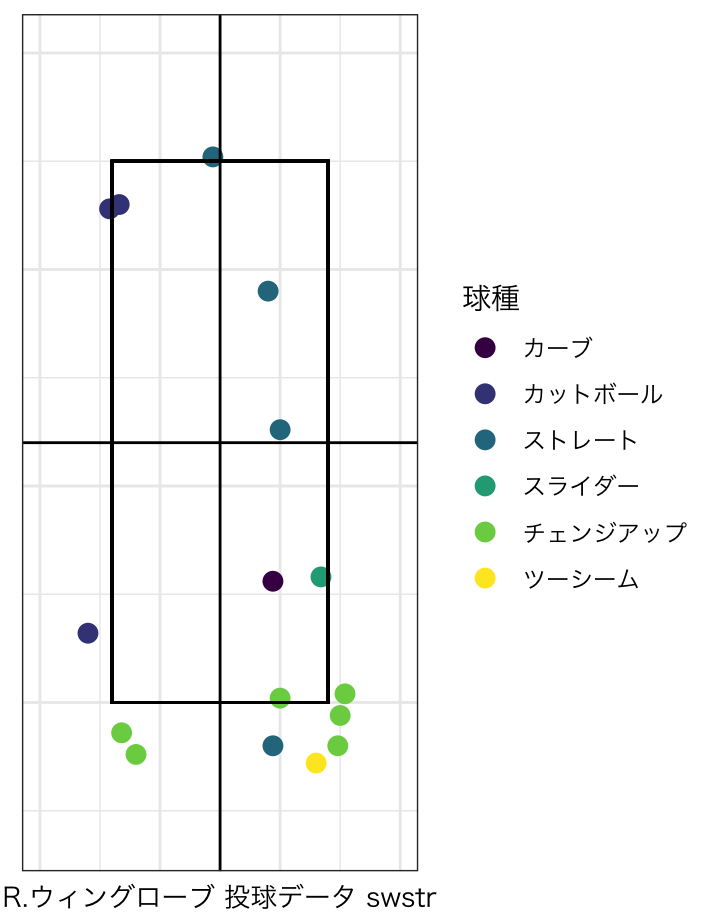 球種
カーブ
カットボール
ストレート
スライダー
チェンジアップ
ツーシーム
R.ウィングローブ 投球データ swstr